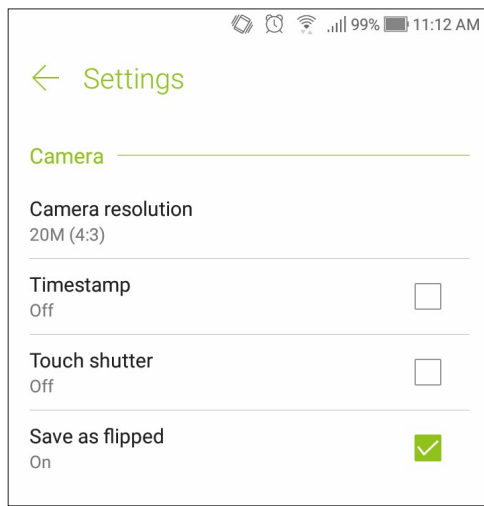 99% 11:12 AM
Settings
Camera
Camera resolution
20M (4:3)
Timestamp
Off
Touch shutter
Off
Save as flipped
On